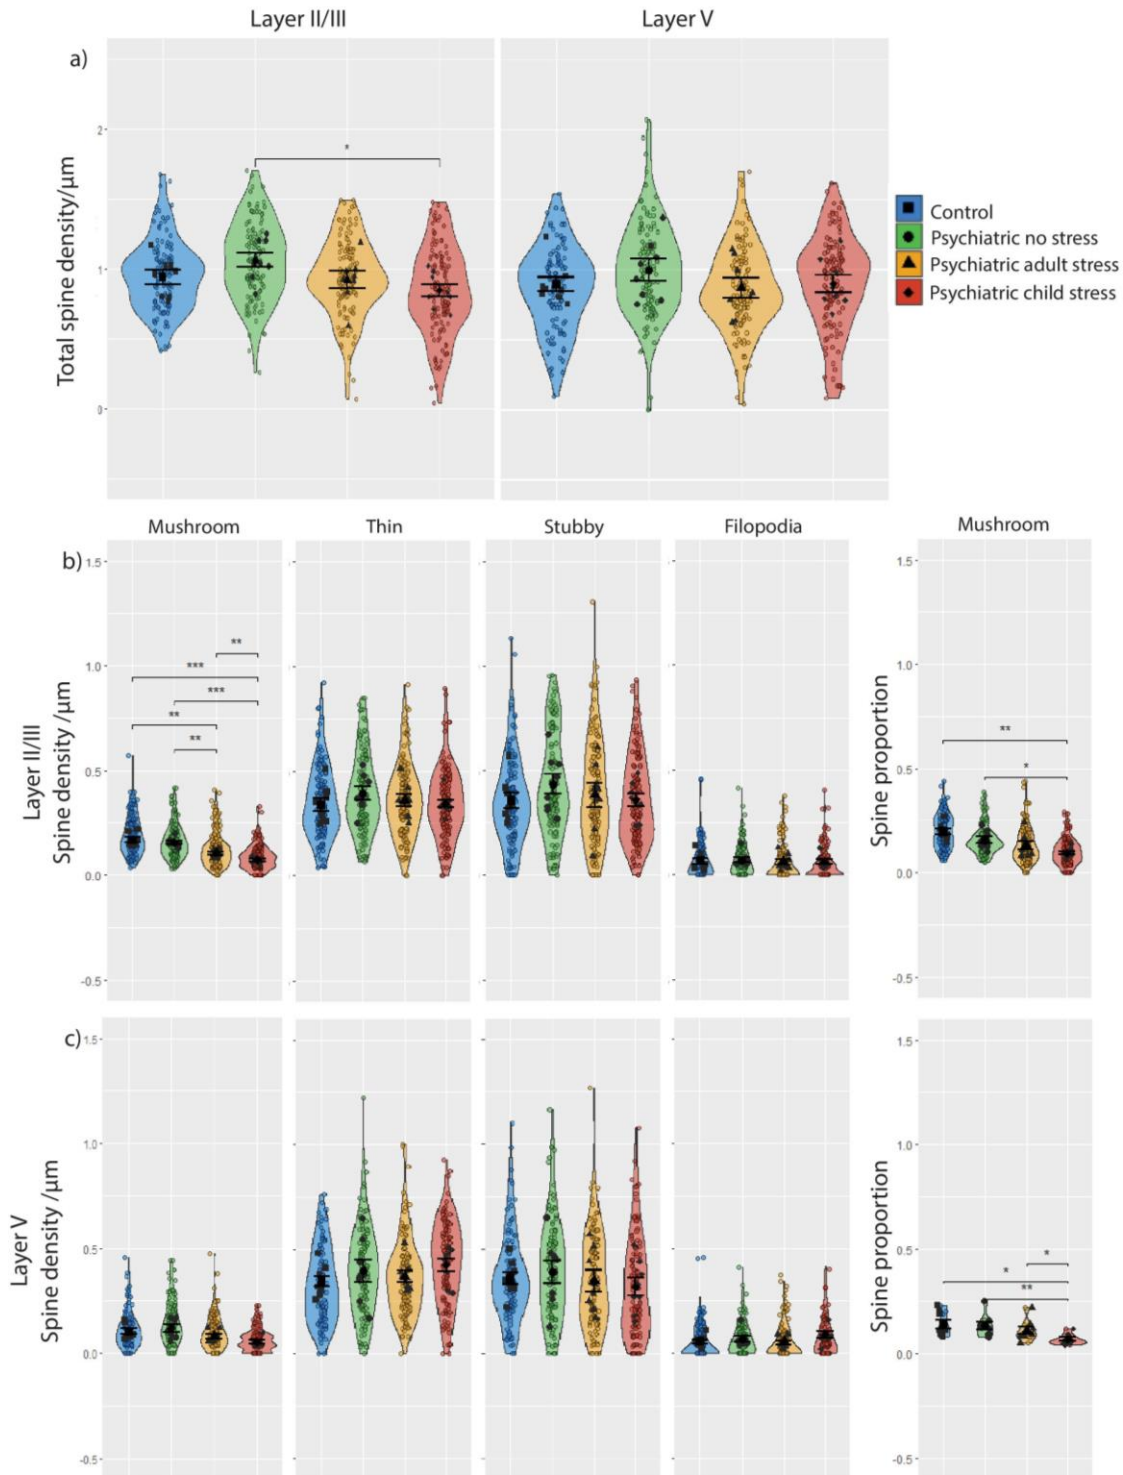 Layer II/III Layer V
a)
Total spine density/µm
2
1
0
*
Control
Psychiatric no stress
Psychiatric adult stress
Psychiatric child stress
Mushroom Thin Stubby Filopodia Mushroom
b)
Layer II/III
Spine density /µm
1.5
1.0
0.5
0.0
-0.5
**
***
***
**
**
Spine proportion
1.5
1.0
0.5
0.0
-0.5
**
*
c)
Layer V
Spine density /µm
1.5
1.0
0.5
0.0
-0.5
Spine proportion
1.5
1.0
0.5
0.0
-0.5
*
*
**